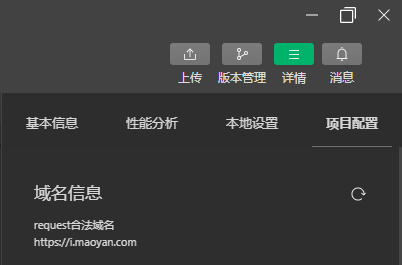 上传 版本管理 详情 消息
基本信息 性能分析 本地设置 项目配置
域名信息
request合法域名
https://i.maoyan.com